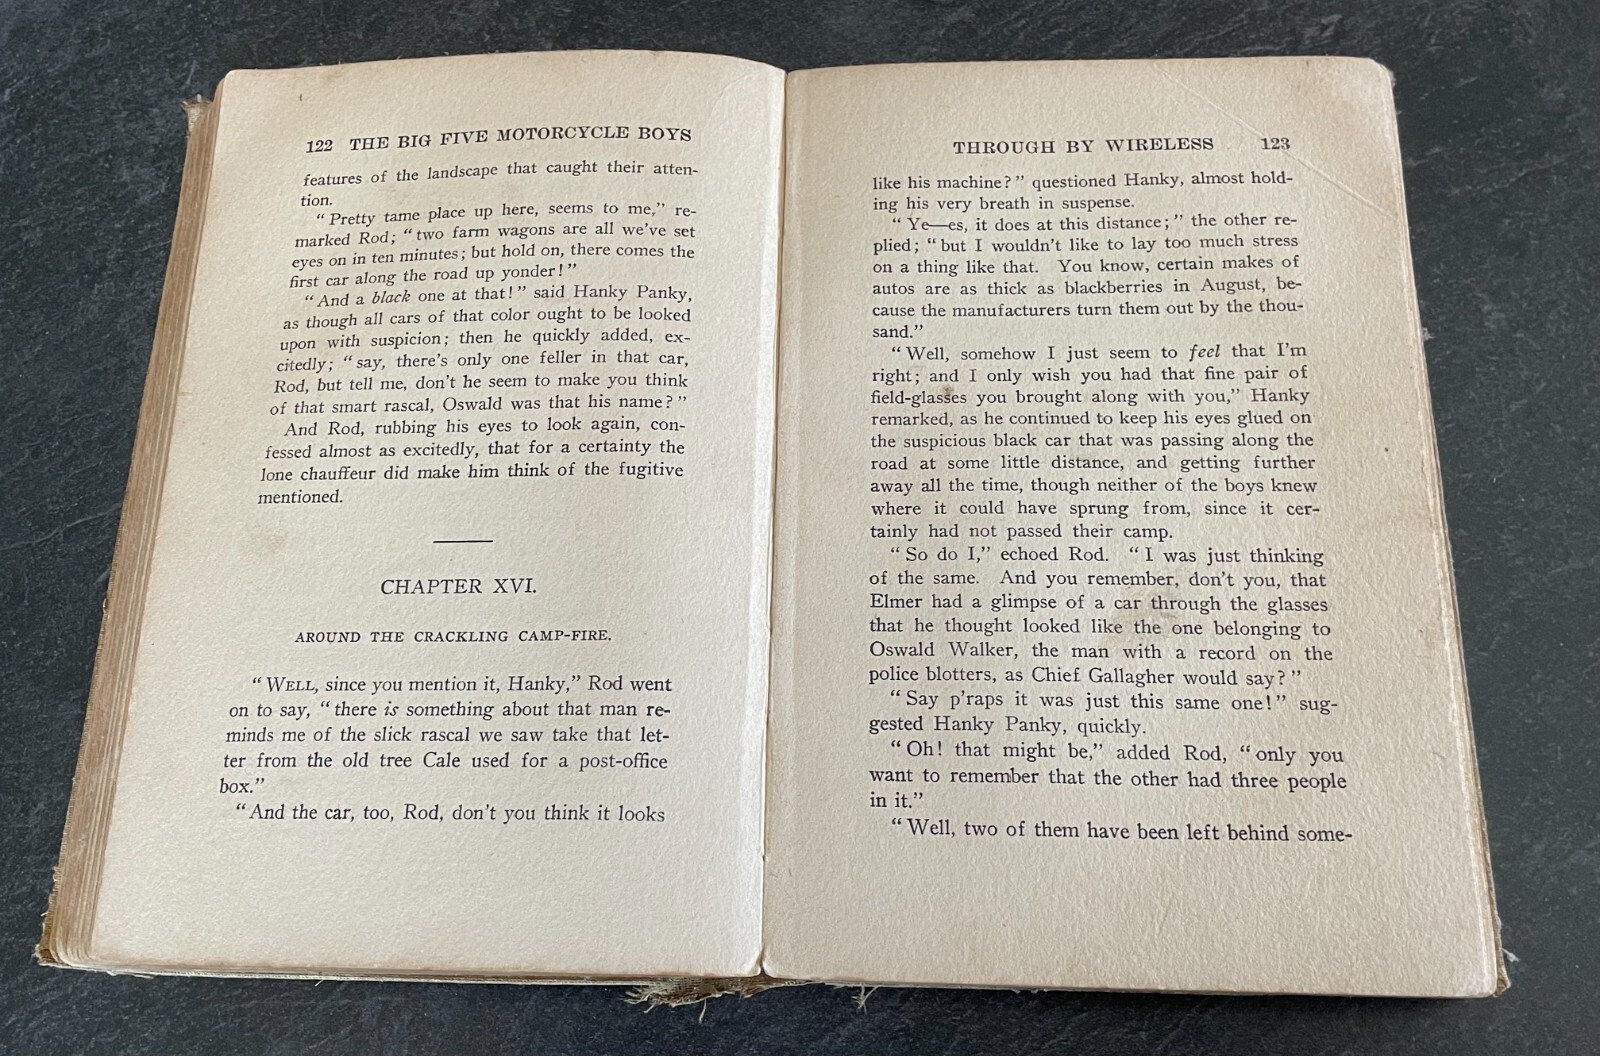 122 THE BIG FIVE MOTORCYCLE BOYS
features of the landscape that caught their atten-
tion.
“Pretty tame place up here, seems to me,” re-
marked Rod; “two farm wagons are all we've set
eyes on in ten minutes; but hold on, there comes the
first car along the road up yonder!”
“And a black one at that!” said Hanky Panky,
as though all cars of that color ought to be looked
upon with suspicion; then he quickly added, ex-
citedly; “say, there's only one feller in that car,
Rod, but tell me, don't he seem to make you think
of that smart rascal, Oswald was that his name?”
And Rod, rubbing his eyes to look again, con-
fessed almost as excitedly, that for a certainty the
lone chauffeur did make him think of the fugitive
mentioned.
CHAPTER XVI.
AROUND THE CRACKLING CAMP-FIRE.
“WELL, since you mention it, Hanky,” Rod went
on to say, “there is something about that man re-
minds me of the slick rascal we saw take that let-
ter from the old tree Cale used for a post-office
box.”
“And the car, too, Rod, don't you think it looks
THROUGH BY WIRELESS 123
like his machine?” questioned Hanky, almost hold-
ing his very breath in suspense.
“Ye—es, it does at this distance;” the other re-
plied; “but I wouldn't like to lay too much stress
on a thing like that. You know, certain makes of
autos are as thick as blackberries in August, be-
cause the manufacturers turn them out by the thou-
sand.”
“Well, somehow I just seem to feel that I'm
right; and I only wish you had that fine pair of
field-glasses you brought along with you,” Hanky
remarked, as he continued to keep his eyes glued on
the suspicious black car that was passing along the
road at some little distance, and getting further
away all the time, though neither of the boys knew
where it could have sprung from, since it cer-
tainly had not passed their camp.
“So do I,” echoed Rod. “I was just thinking
of the same. And you remember, don't you, that
Elmer had a glimpse of a car through the glasses
that he thought looked like the one belonging to
Oswald Walker, the man with a record on the
police blotters, as Chief Gallagher would say?”
“Say p'raps it was just this same one!” sug-
gested Hanky Panky, quickly.
“Oh! that might be,” added Rod, “only you
want to remember that the other had three people
in it.”
“Well, two of them have been left behind some-